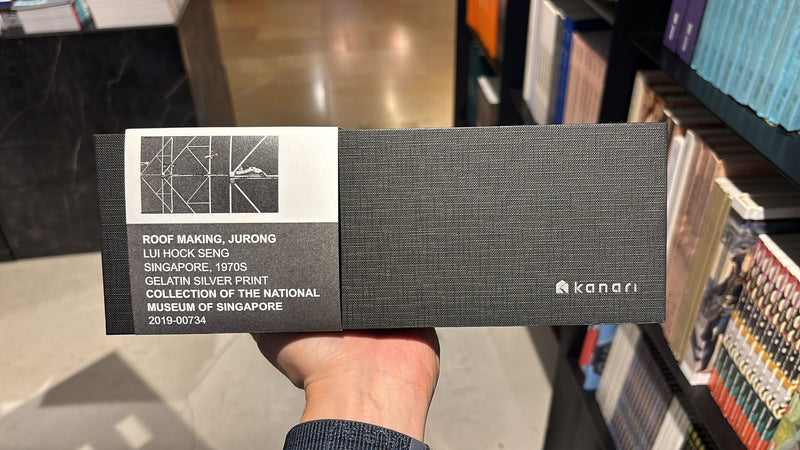 ROOF MAKING, JURONG
LUI HOCK SENG
SINGAPORE, 1970S
GELATIN SILVER PRINT
COLLECTION OF THE NATIONAL
MUSEUM OF SINGAPORE
2019-00734
kanari